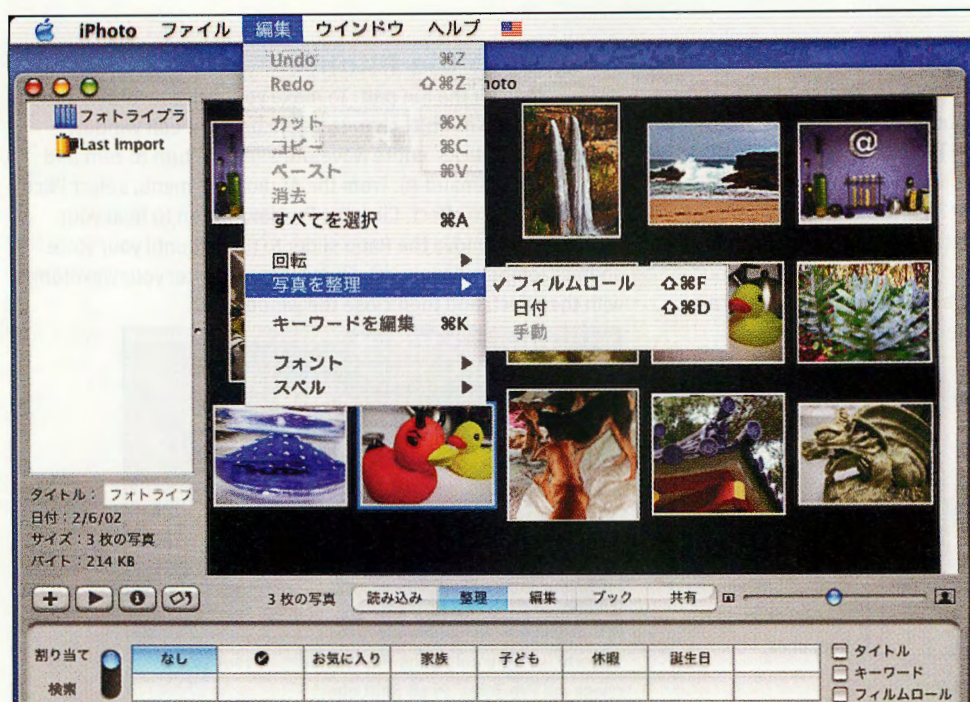 iPhoto ファイル 編集 ウインドウ ヘルプ
Undo ⌘Z
Redo ⇧⌘Z
カット ⌘X
コピー ⌘C
ペースト ⌘V
消去
すべてを選択 ⌘A
回転 ▶
写真を整理 ▶
キーワードを編集 ⌘K
フォント ▶
スペル ▶
✓ フィルムロール ⇧⌘F
日付 ⇧⌘D
手動
hoto
フォトライブラ
Last Import
@
タイトル： フォトライブ
日付：2/6/02
サイズ：3 枚の写真
バイト：214 KB
3 枚の写真 読み込み 整理 編集 ブック 共有
割り当て なし お気に入り 家族 子ども 休暇 誕生日
検索
タイトル
キーワード
フィルムロール